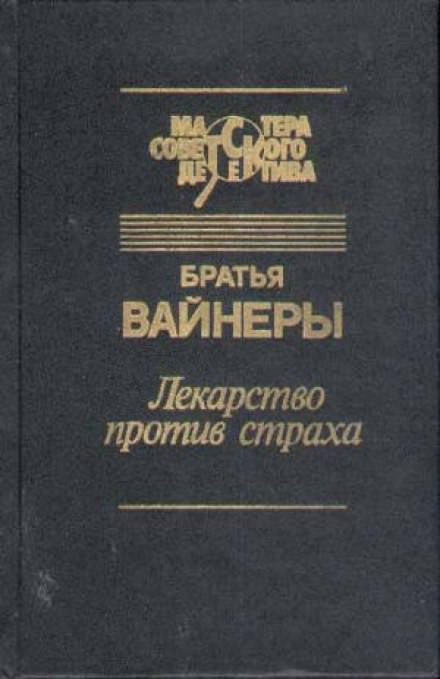 МАСТЕРА
СОВЕТСКОГО
ДЕТЕКТИВА
БРАТЬЯ
ВАЙНЕРЫ
Лекарство
против страха